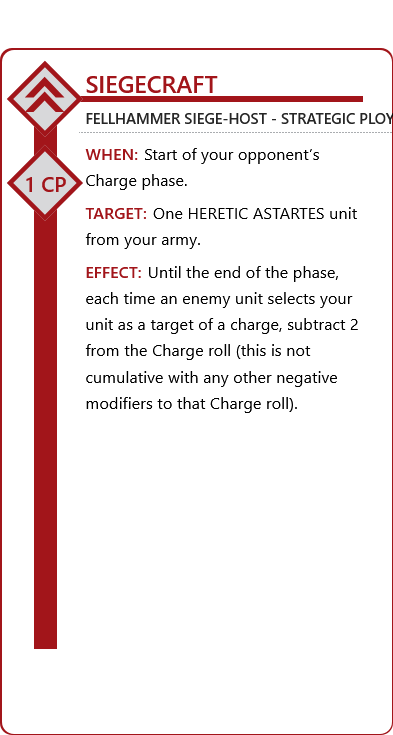 SIEGECRAFT
FELLHAMMER SIEGE-HOST - STRATEGIC PLOY
1 CP
WHEN: Start of your opponent’s
Charge phase.
TARGET: One HERETIC ASTARTES unit
from your army.
EFFECT: Until the end of the phase,
each time an enemy unit selects your
unit as a target of a charge, subtract 2
from the Charge roll (this is not
cumulative with any other negative
modifiers to that Charge roll).